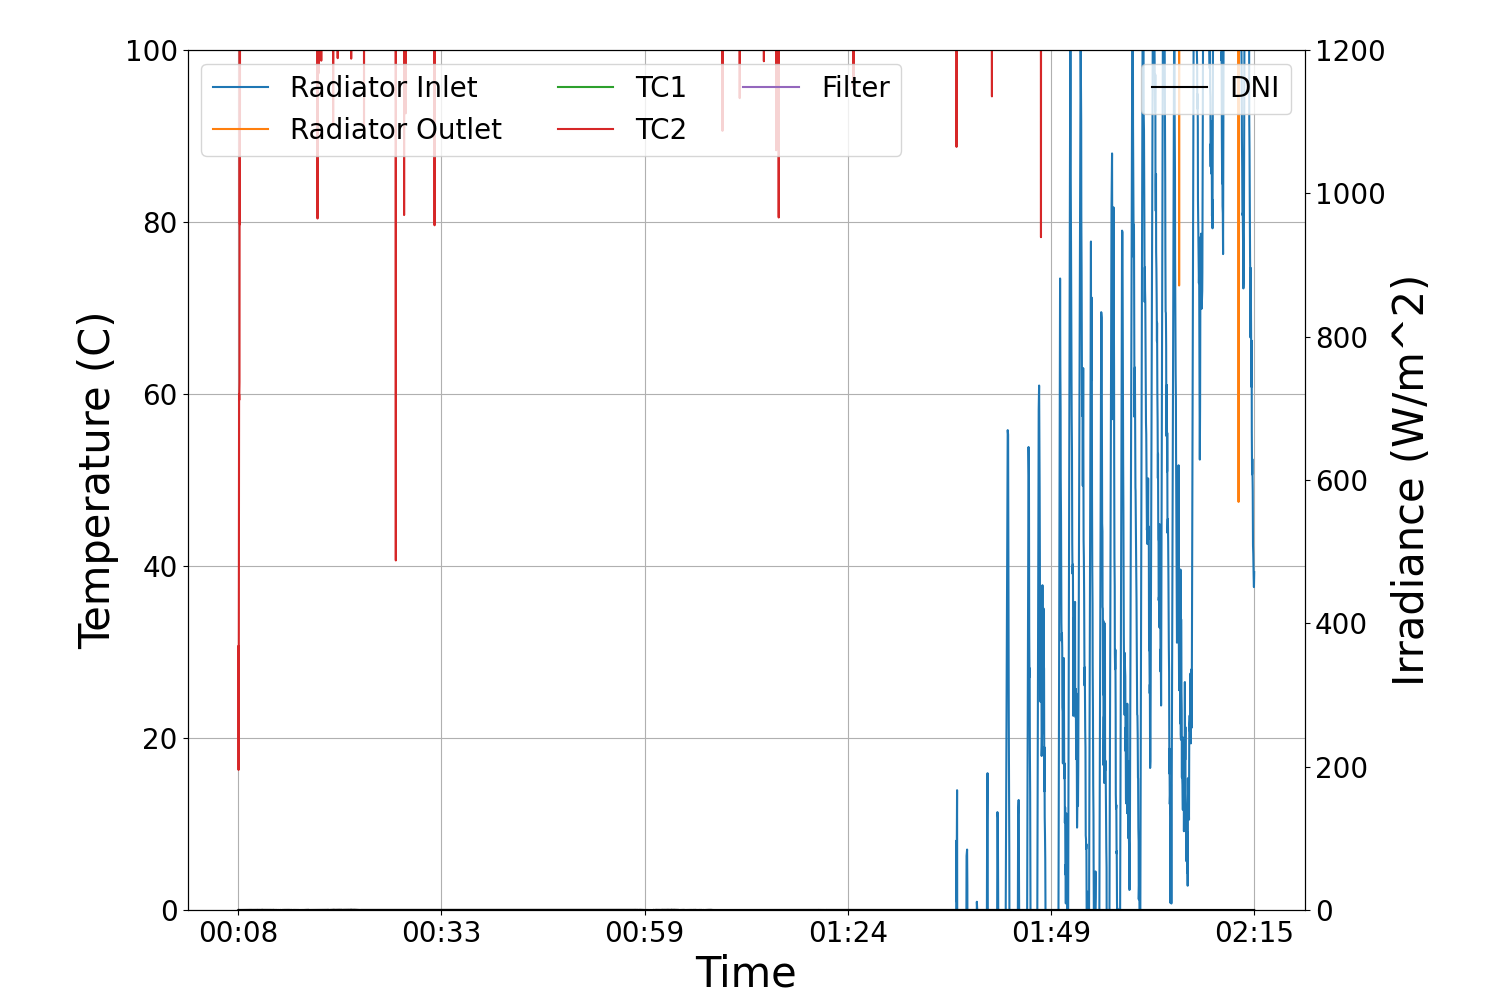 100
80
60
40
20
0
Temperature (C)
Radiator Inlet
Radiator Outlet
TC1
TC2
Filter
DNI
1200
1000
800
600
400
200
0
Irradiance (W/m^2)
00:08 00:33 00:59 01:24 01:49 02:15
Time